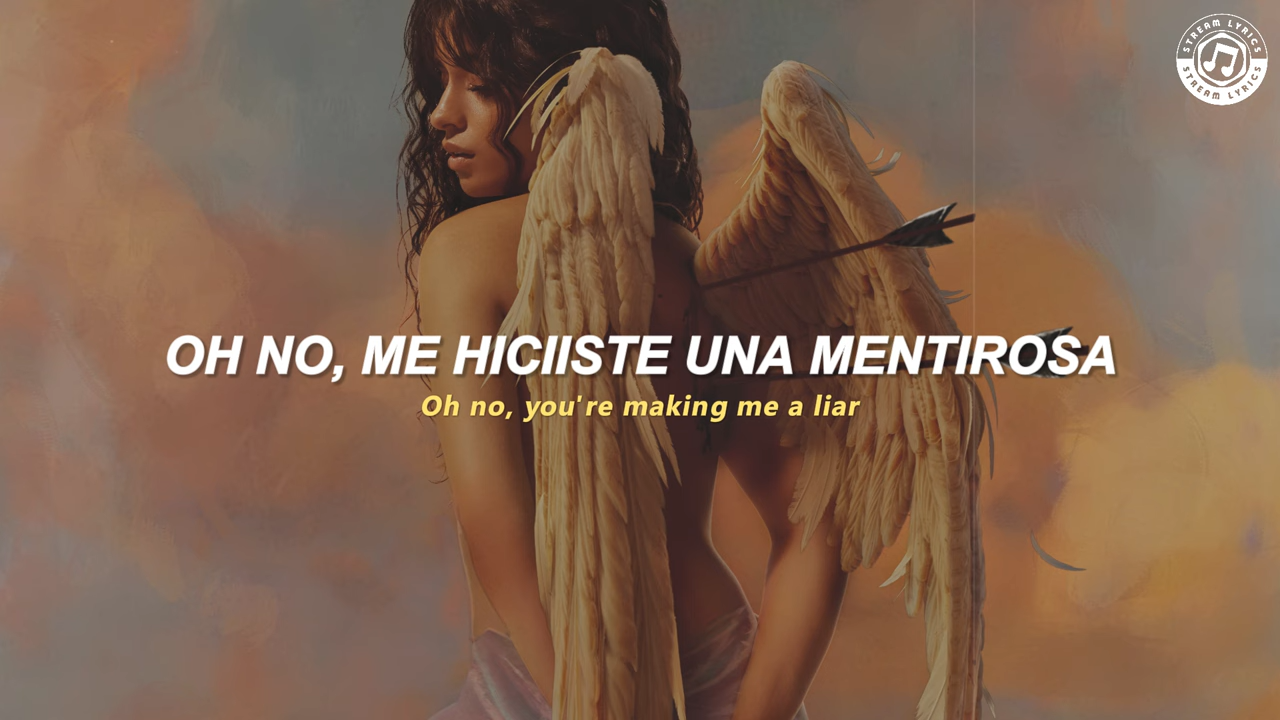 STREAM LYRICS
STREAM LYRICS
OH NO, ME HICIISTE UNA MENTIROSA
Oh no, you're making me a liar